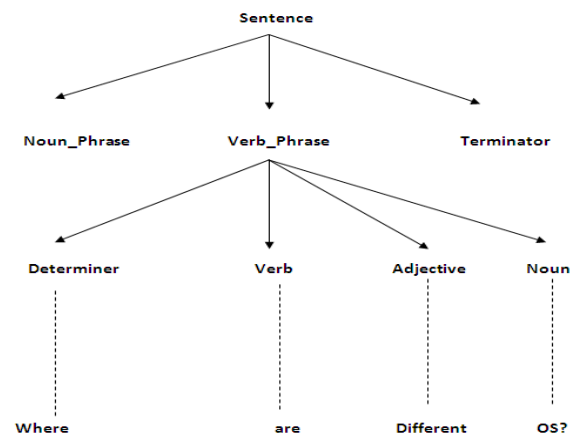 Sentence
Noun_Phrase Verb_Phrase Terminator
Determiner Verb Adjective Noun
Where are Different OS?